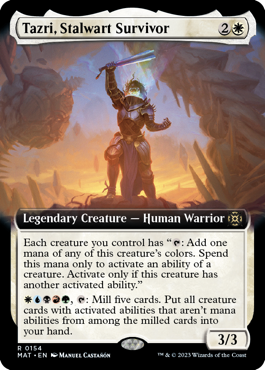 Tazri, Stalwart Survivor 2
Legendary Creature — Human Warrior
Each creature you control has “: Add one
mana of any of this creature's colors. Spend
this mana only to activate an ability of a
creature. Activate only if this creature has
another activated ability.”
, : Mill five cards. Put all creature
cards with activated abilities that aren't mana
abilities from among the milled cards into
your hand.
3/3
R 0154
MAT • EN Manuel Castañón
™ & © 2023 Wizards of the Coast